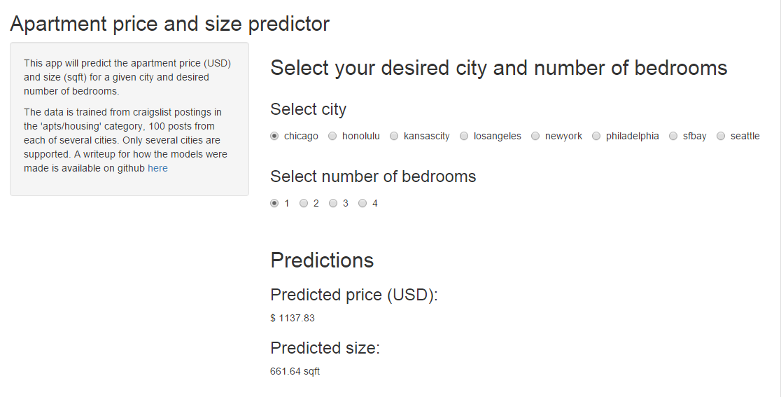 Apartment price and size predictor
This app will predict the apartment price (USD)
and size (sqft) for a given city and desired
number of bedrooms.
The data is trained from craigslist postings in
the 'apts/housing' category, 100 posts from
each of several cities. Only several cities are
supported. A writeup for how the models were
made is available on github here
Select your desired city and number of bedrooms
Select city
chicago honolulu kansascity losangeles newyork philadelphia sfbay seattle
Select number of bedrooms
1 2 3 4
Predictions
Predicted price (USD):
$ 1137.83
Predicted size:
661.64 sqft